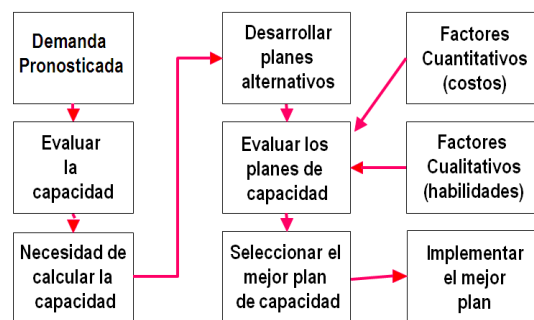 Demanda
Pronosticada
Evaluar
la
capacidad
Necesidad de
calcular la
capacidad
Desarrollar
planes
alternativos
Evaluar los
planes de
capacidad
Seleccionar el
mejor plan
de capacidad
Factores
Cuantitativos
(costos)
Factores
Cualitativos
(habilidades)
Implementar
el mejor
plan